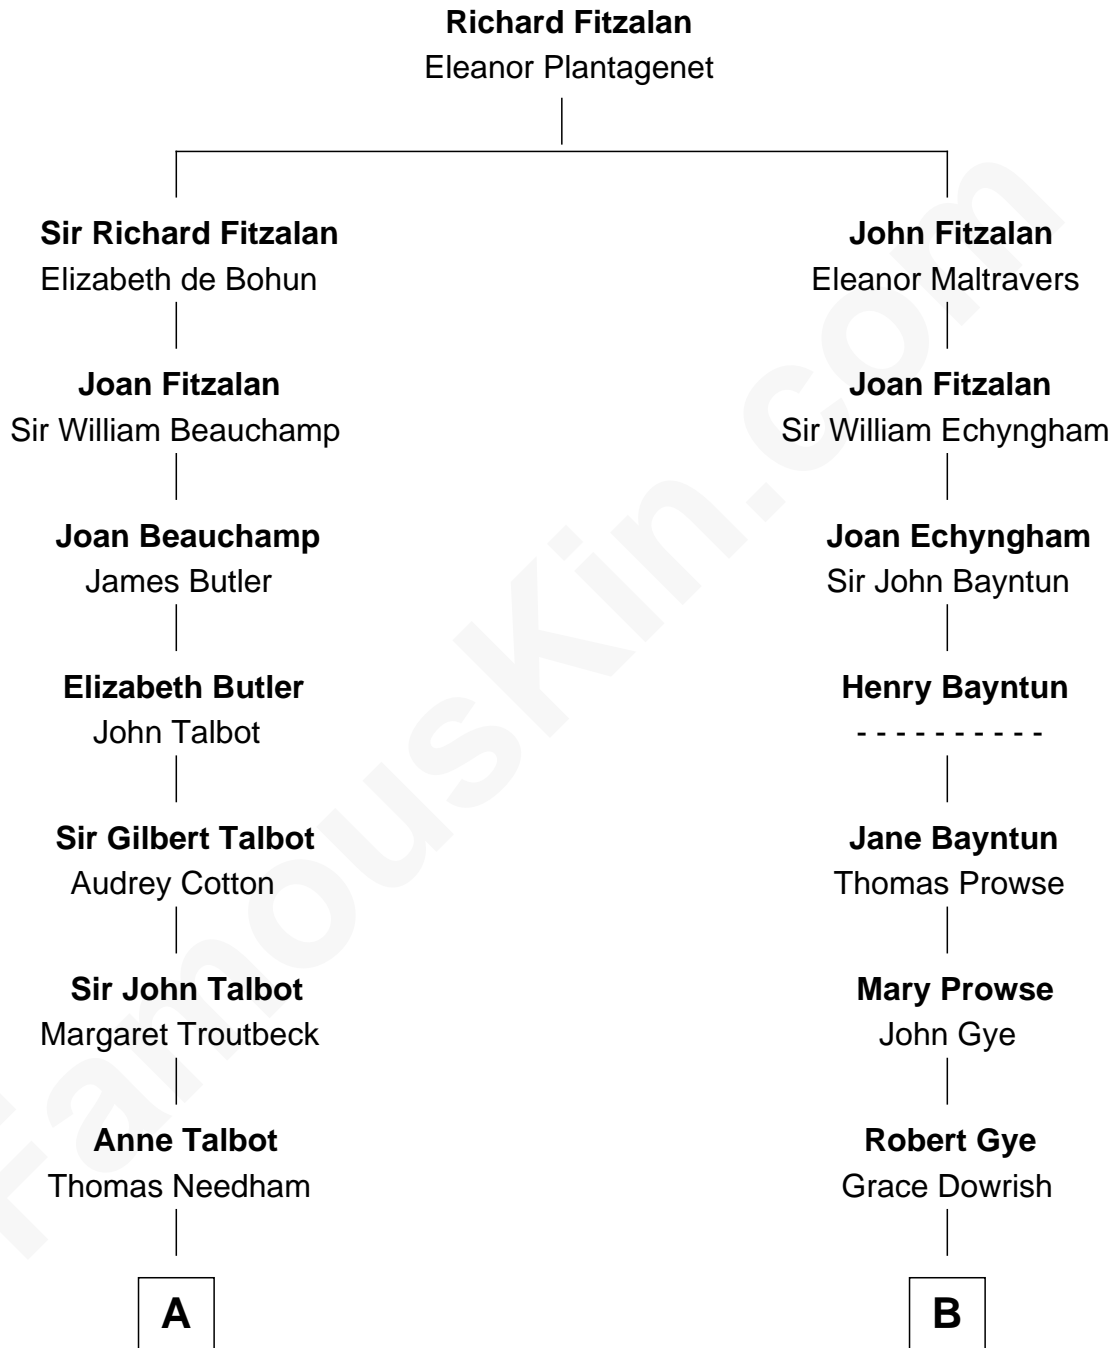 Richard Fitzalan
Eleanor Plantagenet
Sir Richard Fitzalan
Elizabeth de Bohun
John Fitzalan
Eleanor Maltravers
Joan Fitzalan
Sir William Beauchamp
Joan Fitzalan
Sir William Echyngham
Joan Beauchamp
James Butler
Joan Echyngham
Sir John Bayntun
Elizabeth Butler
John Talbot
Henry Bayntun
- - - - - - - - - -
Sir Gilbert Talbot
Audrey Cotton
Jane Bayntun
Thomas Prowse
Sir John Talbot
Margaret Troutbeck
Mary Prowse
John Gye
Anne Talbot
Thomas Needham
Robert Gye
Grace Dowrish
A
B
FamousKin.com